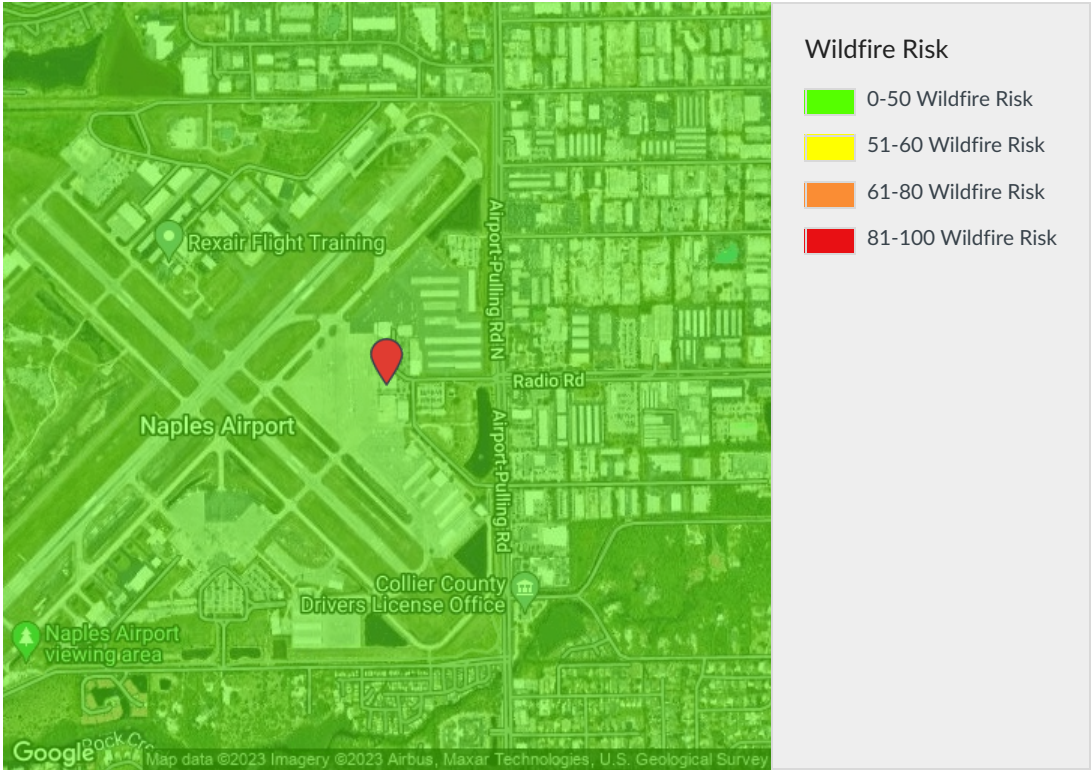 Rexair Flight Training
Airport-Pulling Rd N
Radio Rd
Naples Airport
Airport-Pulling Rd
Collier County
Drivers License Office
Naples Airport
viewing area
Rock
Google
Map data ©2023 Imagery ©2023 Airbus, Maxar Technologies, U.S. Geological Survey
Wildfire Risk
0-50 Wildfire Risk
51-60 Wildfire Risk
61-80 Wildfire Risk
81-100 Wildfire Risk